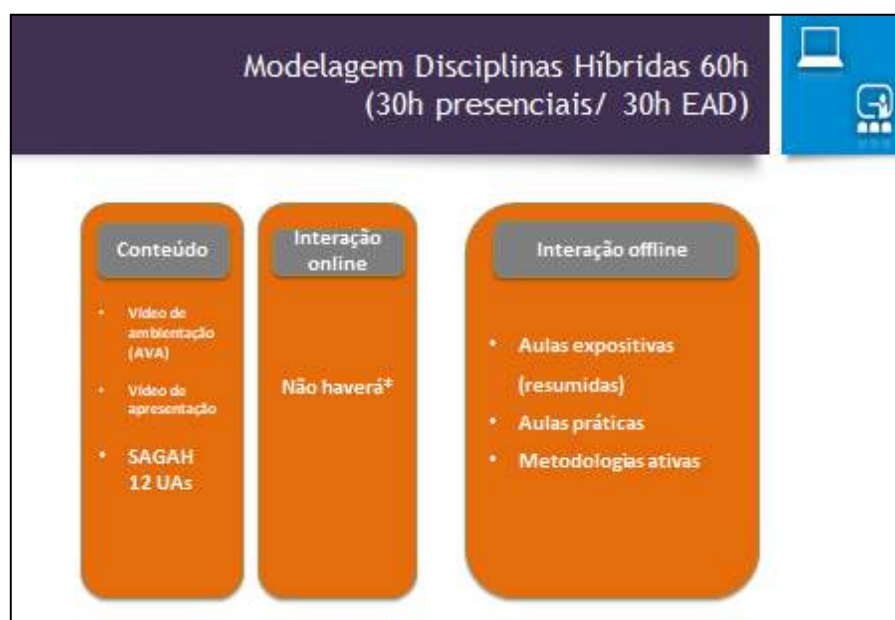 Modelagem Disciplinas Híbridas 60h
(30h presenciais/ 30h EAD)
Conteúdo
• Vídeo de
ambientação
(AVA)
• Vídeo de
apresentação
• SAGAH
12 UAs
Interação
online
Não haverá*
Interação offline
• Aulas expositivas
(resumidas)
• Aulas práticas
• Metodologias ativas